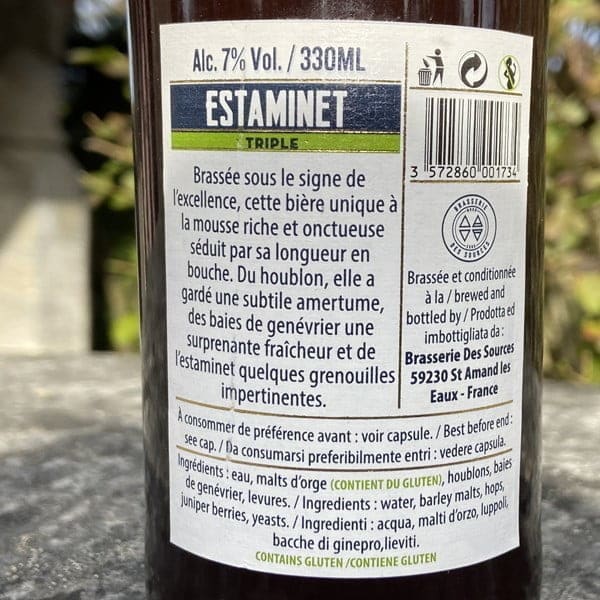 Alc. 7% Vol. / 330ML
ESTAMINET
TRIPLE
Brassée sous le signe de
l'excellence, cette bière unique à
la mousse riche et onctueuse
séduit par sa longueur en
bouche. Du houblon, elle a
gardé une subtile amertume,
des baies de genévrier une
surprenante fraîcheur et de
l'estaminet quelques grenouilles
impertinentes.
3 572860 001734
BRASSERIE
DES SOURCES
Brassée et conditionnée
à la / brewed and
bottled by / Prodotta ed
imbottigliata da :
Brasserie Des Sources
59230 St Amand les
Eaux - France
À consommer de préférence avant : voir capsule. / Best before end :
see cap. / Da consumarsi preferibilmente entri : vedere capsula.
Ingrédients : eau, malts d'orge (CONTIENT DU GLUTEN), houblons, baies
de genévrier, levures. / Ingredients : water, barley malts, hops,
juniper berries, yeasts. / Ingredienti : acqua, malti d'orzo, luppoli,
bacche di ginepro,lieviti.
CONTAINS GLUTEN /CONTIENE GLUTEN